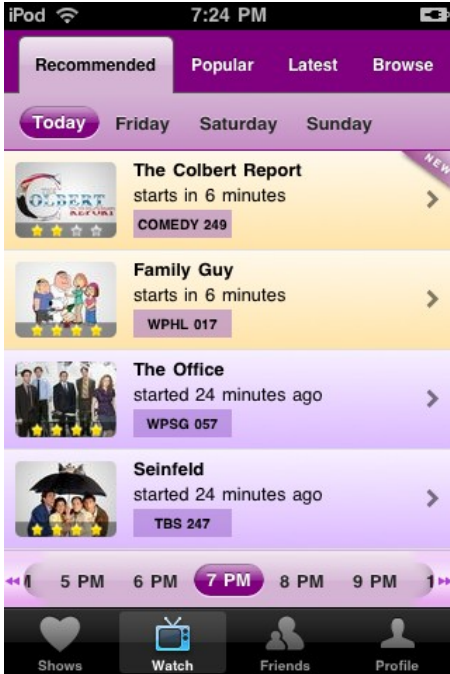 iPod 7:24 PM
Recommended Popular Latest Browse
Today Friday Saturday Sunday
NEW
The Colbert Report
starts in 6 minutes
COMEDY 249
COLBERT
REPORT
Family Guy
starts in 6 minutes
WPHL 017
The Office
started 24 minutes ago
WPSG 057
Seinfeld
started 24 minutes ago
TBS 247
5 PM 6 PM 7 PM 8 PM 9 PM
Shows Watch Friends Profile